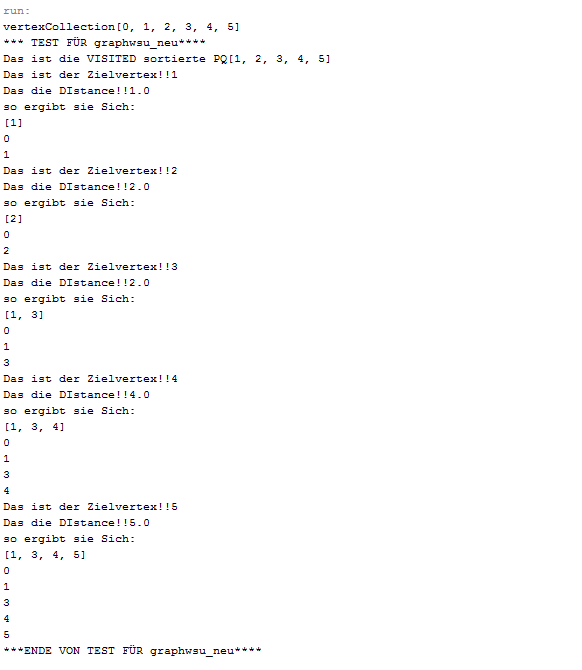 run:
vertexCollection[0, 1, 2, 3, 4, 5]
*** TEST FÜR graphwsu_neu****
Das ist die VISITED sortierte PQ[1, 2, 3, 4, 5]
Das ist der Zielvertex!!1
Das die DIstance!!1.0
so ergibt sie Sich:
[1]
0
1
Das ist der Zielvertex!!2
Das die DIstance!!2.0
so ergibt sie Sich:
[2]
0
2
Das ist der Zielvertex!!3
Das die DIstance!!2.0
so ergibt sie Sich:
[1, 3]
0
1
3
Das ist der Zielvertex!!4
Das die DIstance!!4.0
so ergibt sie Sich:
[1, 3, 4]
0
1
3
4
Das ist der Zielvertex!!5
Das die DIstance!!5.0
so ergibt sie Sich:
[1, 3, 4, 5]
0
1
3
4
5
***ENDE VON TEST FÜR graphwsu_neu****